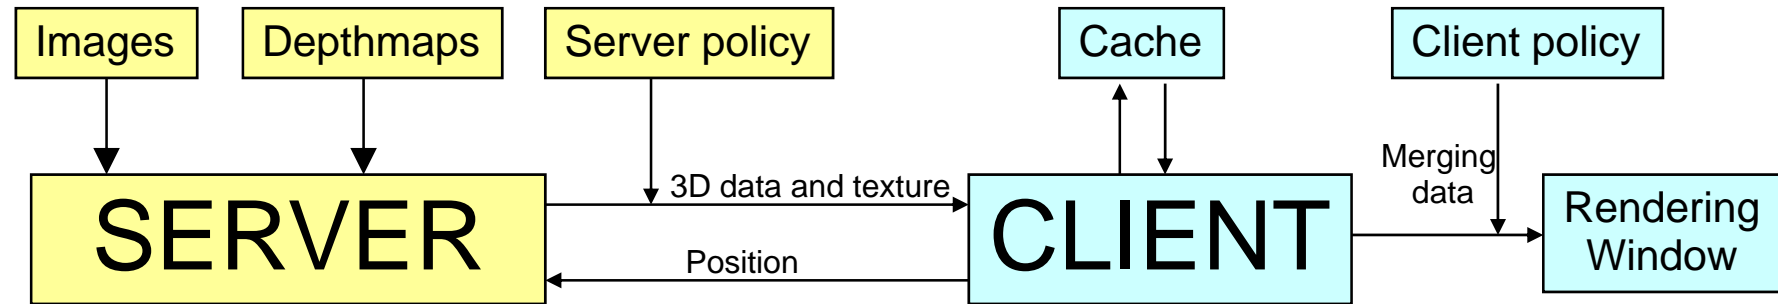 Images
Depthmaps
Server policy
Cache
Client policy
SERVER
3D data and texture
Position
CLIENT
Merging
data
Rendering
Window